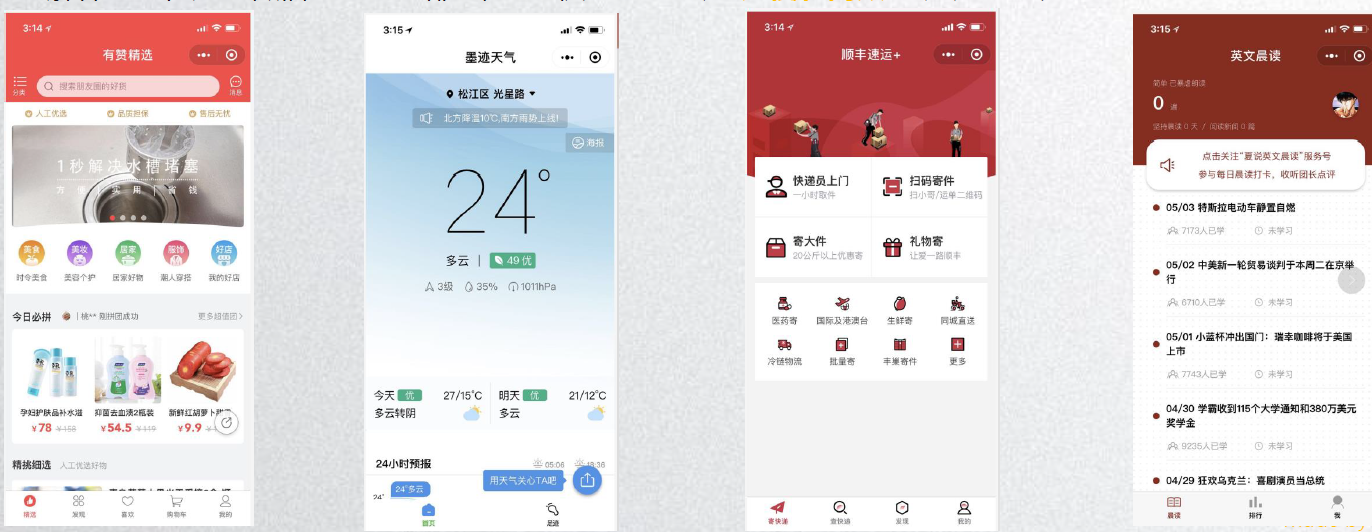 3:14
有赞精选
分类
搜索朋友圈的好货
消息
人工优选
品质担保
售后无忧
1秒解决水槽堵塞
方便 | 实用 | 省钱
美食
美妆
居家
服饰
好店
时令美食
美容个护
居家好物
潮人穿搭
我的好店
今日必拼
桃** 刚拼团成功
更多超值团>
孕妇护肤品补水滋
抑菌去血渍2瓶装
新鲜红胡萝卜
¥78 ¥158
¥54.5 ¥119
¥9.9
精挑细选 人工优选好物
精选
发现
喜欢
购物车
我的
3:15
墨迹天气
松江区 光星路
北方降温10℃,南方雨势上线!
海报
24°
多云 | 49 优
3级 35% 1011hPa
今天 优 27/15°C
多云转阴
明天 优 21/12°C
多云
24小时预报
05:06 18:36
用天气关心TA吧
24°多云
24°
首页
足迹
3:14
顺丰速运+
快递员上门
一小时取件
扫码寄件
扫小哥/运单二维码
寄大件
20公斤以上优惠寄
礼物寄
让爱一路顺丰
医药寄
国际及港澳台
生鲜寄
同城直送
冷链物流
批量寄
丰巢寄件
更多
寄快递
查快递
发现
我的
3:15
英文晨读
0
坚持晨读 0 天 / 阅读新闻 0 篇
点击关注“夏说英文晨读”服务号
参与每日晨读打卡，收听团长点评
05/03 特斯拉电动车静置自燃
7173人已学 未学习
05/02 中美新一轮贸易谈判于本周二在京举
行
6710人已学 未学习
05/01 小蓝杯冲出国门：瑞幸咖啡将于美国
上市
7743人已学 未学习
04/30 学霸收到115个大学通知和380万美元
奖学金
9235人已学 未学习
04/29 狂欢乌克兰：喜剧演员当总统
晨读
排行
我